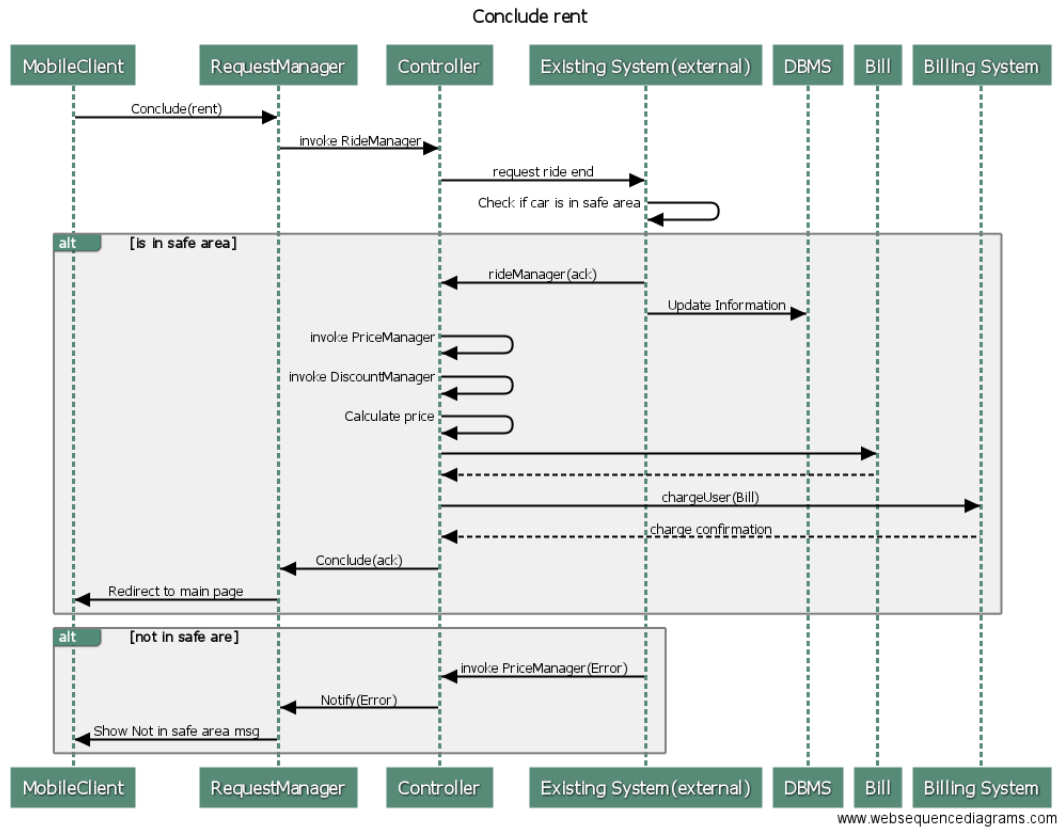 Conclude rent
MobileClient
RequestManager
Controller
Existing System(external)
DBMS
Bill
Billing System
Conclude(rent)
invoke RideManager
request ride end
Check if car is in safe area
alt
[is in safe area]
rideManager(ack)
Update Information
invoke PriceManager
invoke DiscountManager
Calculate price
chargeUser(Bill)
charge confirmation
Conclude(ack)
Redirect to main page
alt
[not in safe are]
invoke PriceManager(Error)
Notify(Error)
Show Not in safe area msg
MobileClient
RequestManager
Controller
Existing System(external)
DBMS
Bill
Billing System
www.websequencediagrams.com